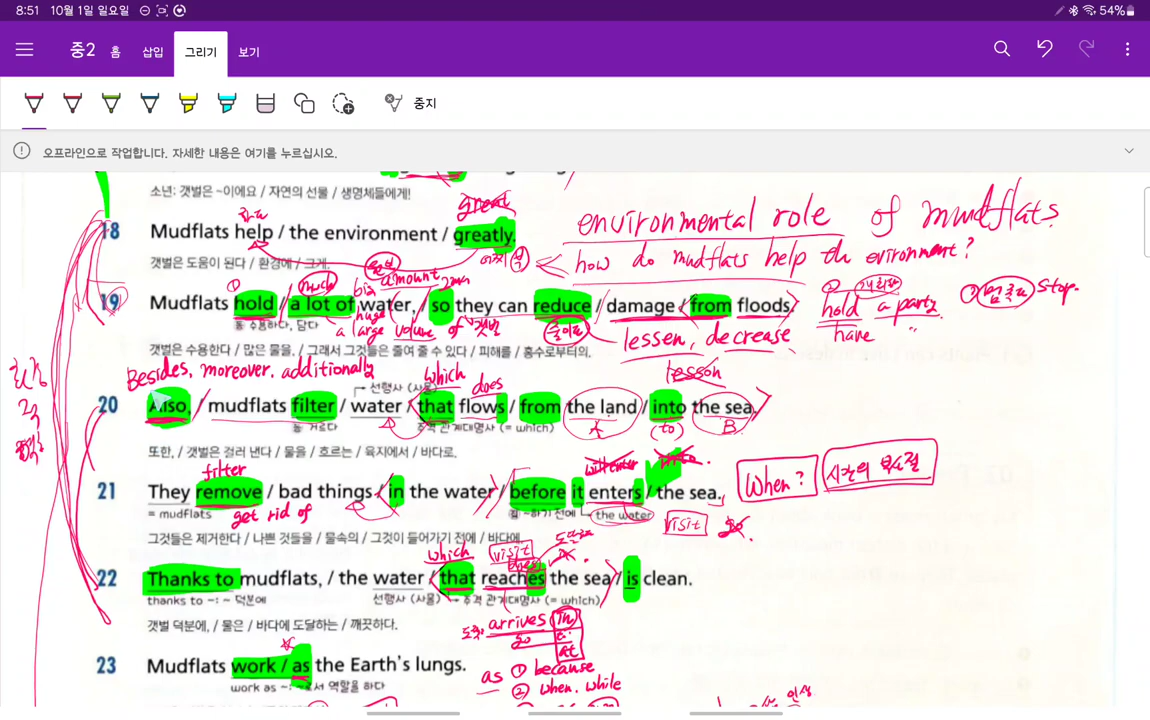 8:51 10월 1일 일요일 54%
중2 홈 삽입 그리기 보기
중지
오프라인으로 작업합니다. 자세한 내용은 여기를 누르십시오.
소년: 갯벌은 ~이에요 / 자연의 선물 / 생명체들에게!
great
environmental role of mudflats
18 Mudflats help / the environment / greatly.
갯벌은 도움이 된다 / 환경에 / 크게.
how do mudflats help the environment?
① much big amount
19 Mudflats hold / a lot of water, / so they can reduce / damage / from floods.
hold a party stop.
동 수용하다, 담다
huge
a large volume of
have
lessen, decrease
갯벌은 수용한다 / 많은 물을, / 그래서 그것들은 줄여 줄 수 있다 / 피해를 / 홍수로부터의.
Besides, moreover, additionally
선행사 (사물)
which does
lesson
20 Also, / mudflats filter / water / that flows / from the land / into the sea.
동 거르다
주격 관계대명사 (= which)
A (to) B
또한, / 갯벌은 걸러 낸다 / 물을 / 흐르는 / 육지에서 / 바다로.
filter
When? 시간의 부사절
21 They remove / bad things / in the water / before it enters / the sea.
= mudflats
get rid of
접 ~하기 전에
the water
visit
그것들은 제거한다 / 나쁜 것들을 / 물속의 / 그것이 들어가기 전에 / 바다에.
which visit
22 Thanks to mudflats, / the water / that reaches the sea / is clean.
thanks to ~: ~ 덕분에
선행사 (사물)
주격 관계대명사 (= which)
갯벌 덕분에, / 물은 / 바다에 도달하는 / 깨끗하다.
arrives in
go
at
23 Mudflats work / as the Earth's lungs.
work as ~: ~로서 역할을 하다
as ① because
② when. while